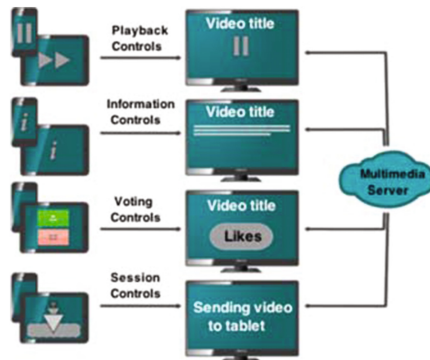 Playback
Controls
Video title
Information
Controls
Video title
Multimedia
Server
Voting
Controls
Video title
Likes
Session
Controls
Sending video
to tablet